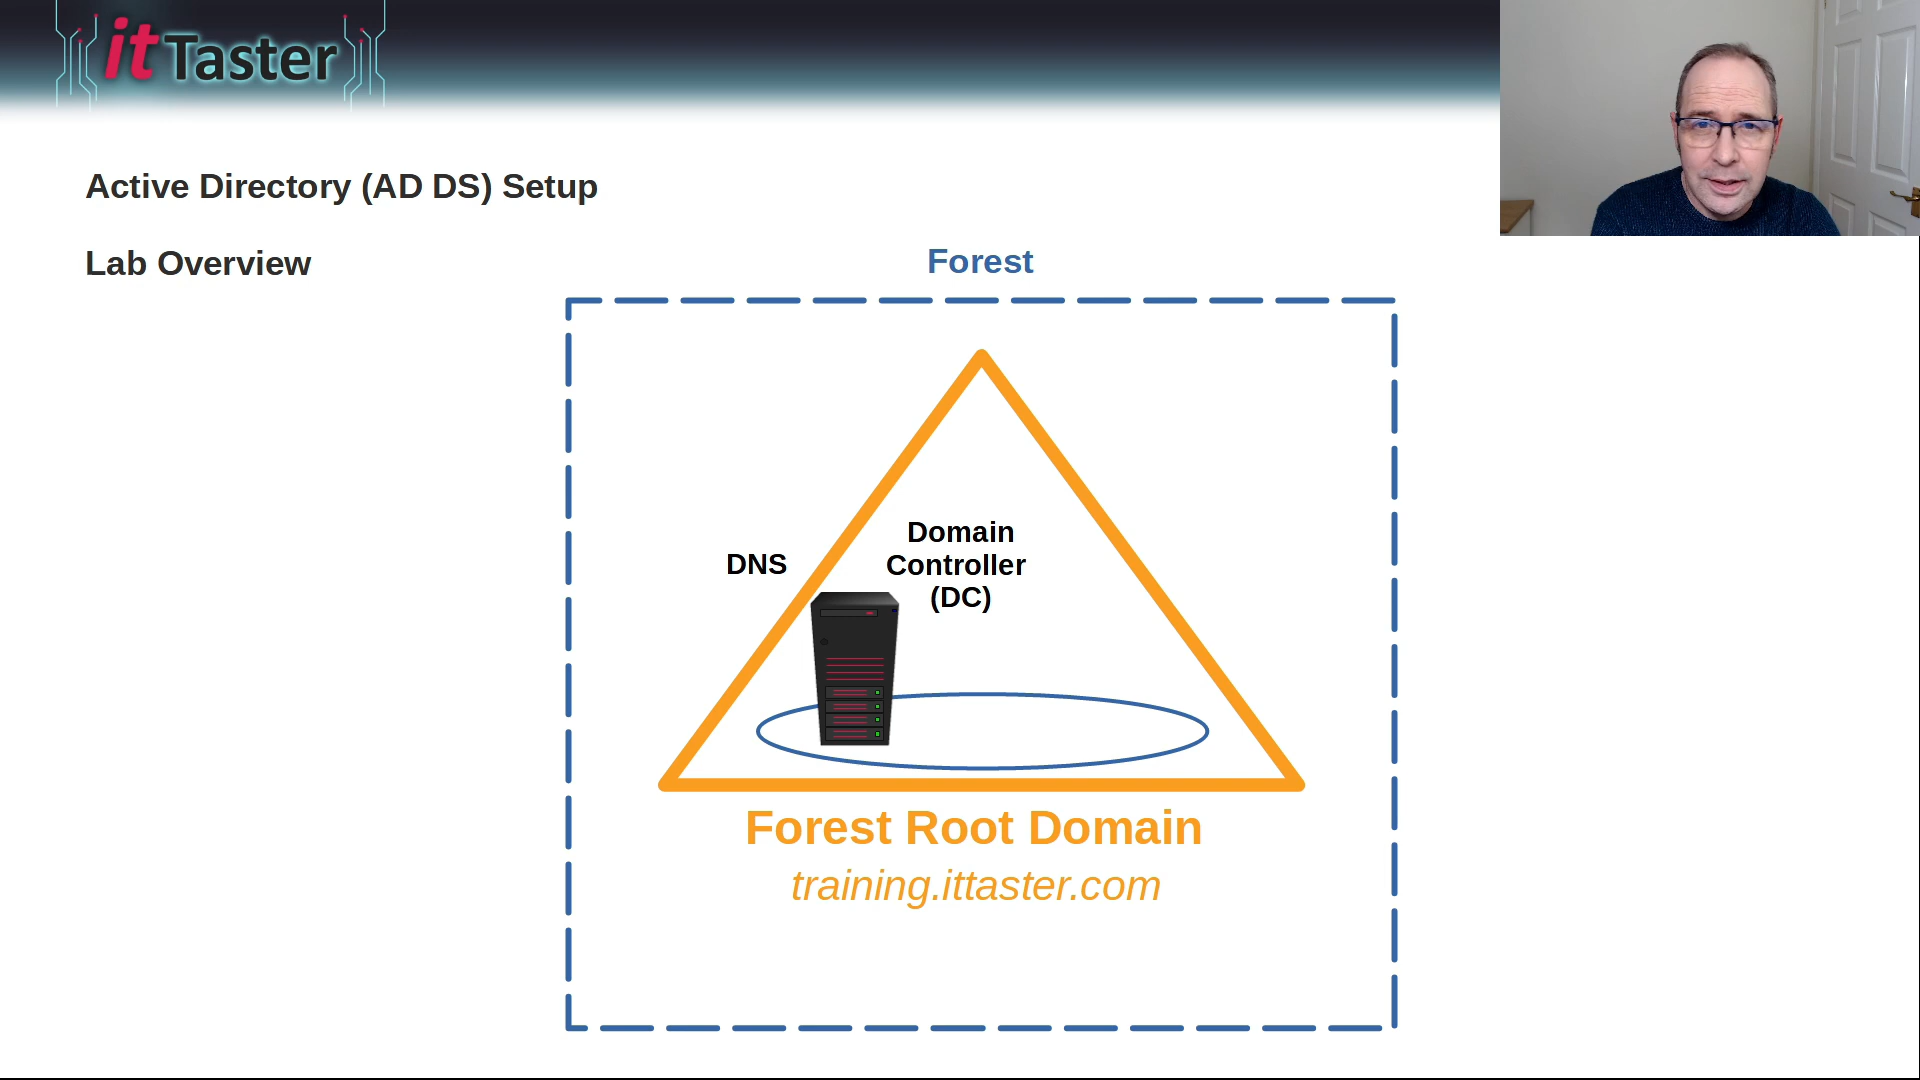 itTaster
Active Directory (AD DS) Setup
Lab Overview
Forest
DNS
Domain
Controller
(DC)
Forest Root Domain
training.ittaster.com